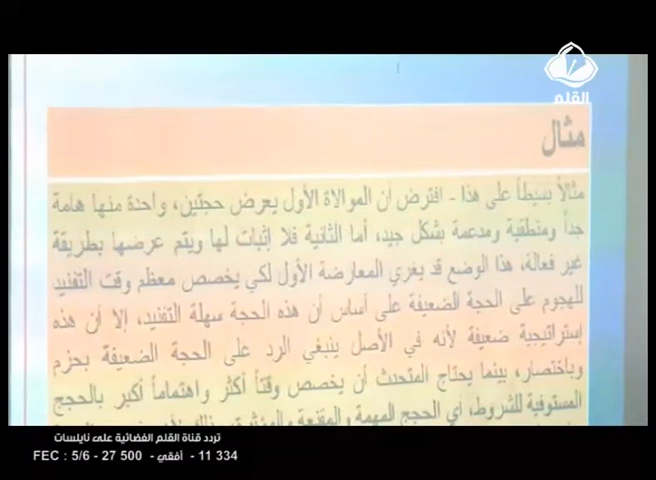 القلم
مثال
مثالاً بسيطاً على هذا - افترض ان الموالاة الأول يعرض حجتين، واحدة منها هامة
جداً ومنطقية ومدعمة بشكل جيد، أما الثانية فلا إثبات لها ويتم عرضها بطريقة
غير فعالة، هذا الوضع قد يغري المعارضة الأول لكي يخصص معظم وقت التفنيد
للهجوم على الحجة الضعيفة على أساس أن هذه الحجة سهلة التفنيد، إلا أن هذه
إستراتيجية ضعيفة لأنه في الأصل ينبغي الرد على الحجة الضعيفة بحزم
وباختصار، بينما يحتاج المتحدث أن يخصص وقتاً أكثر واهتماماً أكبر بالحجج
المستوفية للشروط، أي الحجج المهمة والمقنعة
تردد قناة القلم الفضائية على نايلسات
FEC : 5/6 - 27 500 - أفقي - 11 334